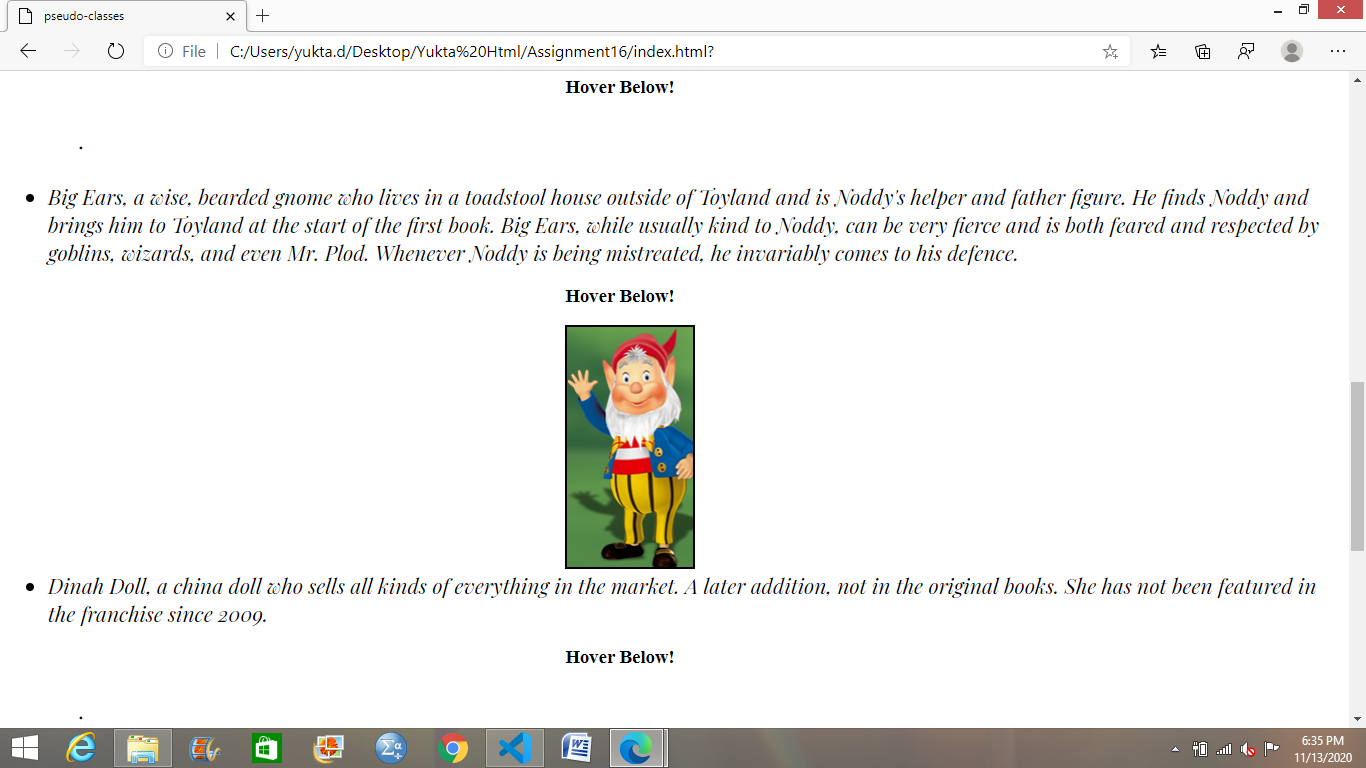 pseudo-classes
File
C:/Users/yukta.d/Desktop/Yukta%20Html/Assignment16/index.html?
Hover Below!
.
Big Ears, a wise, bearded gnome who lives in a toadstool house outside of Toyland and is Noddy's helper and father figure. He finds Noddy and
brings him to Toyland at the start of the first book. Big Ears, while usually kind to Noddy, can be very fierce and is both feared and respected by
goblins, wizards, and even Mr. Plod. Whenever Noddy is being mistreated, he invariably comes to his defence.
Hover Below!
Dinah Doll, a china doll who sells all kinds of everything in the market. A later addition, not in the original books. She has not been featured in
the franchise since 2009.
Hover Below!
.
6:35 PM
11/13/2020